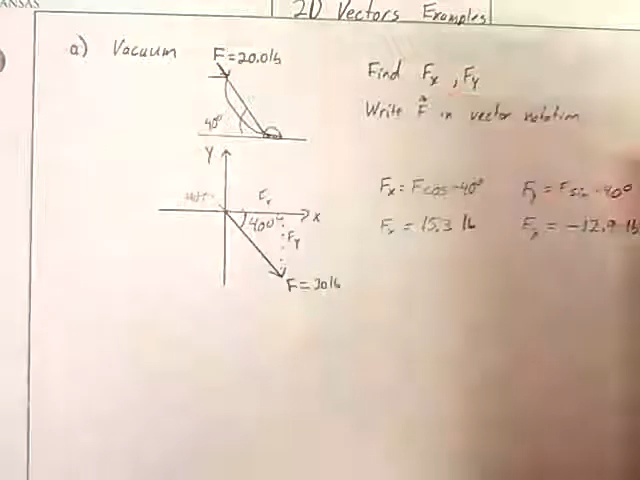 ANSAS
2D Vectors Examples
a) Vacuum
F=20.0lb
40°
Find Fx, Fy
Write F⃗ in vector notation
Y
x
Fx
40°
Fy
F=20lb
Fx = Fcos-40°
Fy = Fsin-40°
Fx = 15.3 lb
Fy = -12.9 lb